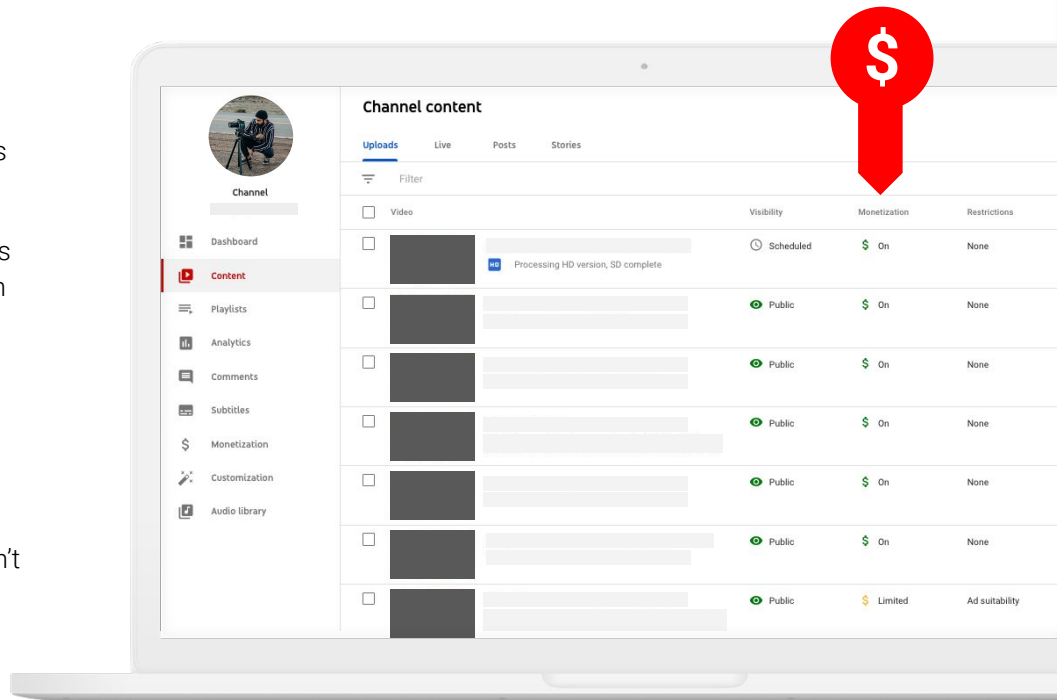 $
Channel content
Uploads Live Posts Stories
Filter
Channel
Video Visibility Monetization Restrictions
Dashboard
Content
Playlists
Analytics
Comments
Subtitles
$ Monetization
Customization
Audio library
Scheduled $ On None
HD Processing HD version, SD complete
Public $ On None
Public $ On None
Public $ On None
Public $ On None
Public $ On None
Public $ Limited Ad suitability